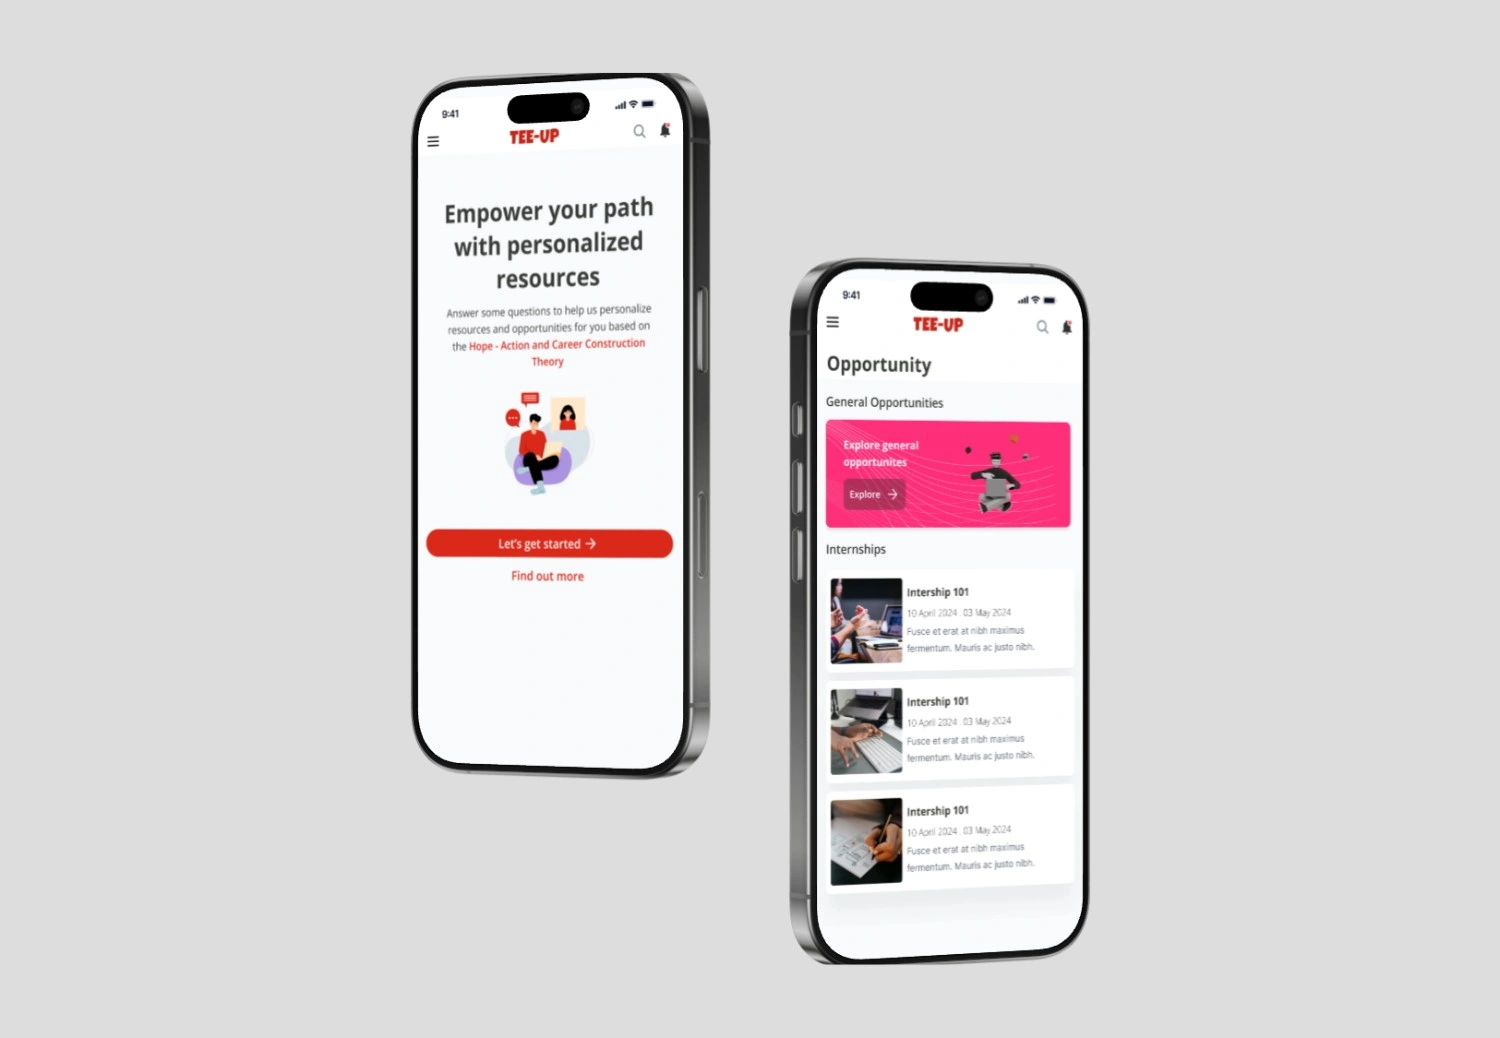 9:41
TEE-UP
Empower your path
with personalized
resources
Answer some questions to help us personalize
resources and opportunities for you based on
the Hope - Action and Career Construction
Theory
Let's get started →
Find out more
9:41
TEE-UP
Opportunity
General Opportunities
Explore general
opportunites
Explore →
Internships
Intership 101
10 April 2024 . 03 May 2024
Fusce et erat at nibh maximus
fermentum. Mauris ac justo nibh.
Intership 101
10 April 2024 . 03 May 2024
Fusce et erat at nibh maximus
fermentum. Mauris ac justo nibh.
Intership 101
10 April 2024 . 03 May 2024
Fusce et erat at nibh maximus
fermentum. Mauris ac justo nibh.